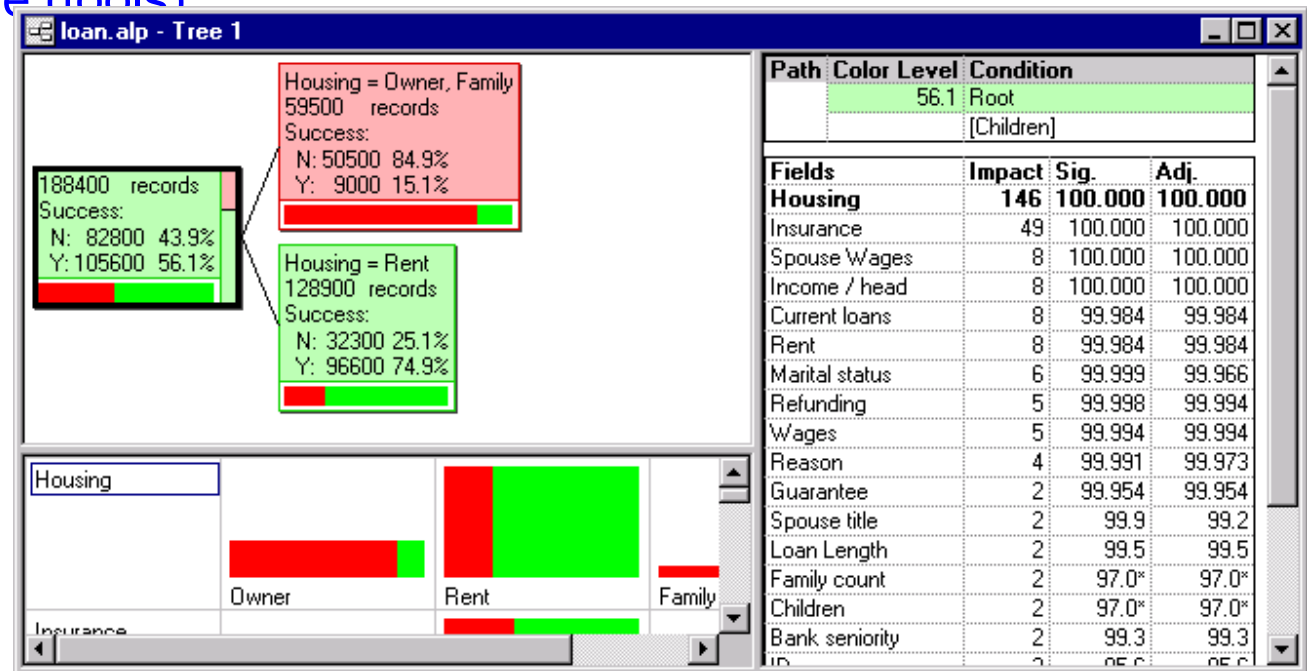 loan.alp - Tree 1
Housing = Owner, Family
59500 records
Success:
N: 50500 84.9%
Y: 9000 15.1%
188400 records
Success:
N: 82800 43.9%
Y: 105600 56.1%
Housing = Rent
128900 records
Success:
N: 32300 25.1%
Y: 96600 74.9%
Housing
Owner Rent Family
Insurance
Path Color Level Condition
56.1 Root
[Children]
Fields Impact Sig. Adj.
Housing 146 100.000 100.000
Insurance 49 100.000 100.000
Spouse Wages 8 100.000 100.000
Income / head 8 100.000 100.000
Current loans 8 99.984 99.984
Rent 8 99.984 99.984
Marital status 6 99.999 99.966
Refunding 5 99.998 99.994
Wages 5 99.994 99.994
Reason 4 99.991 99.973
Guarantee 2 99.954 99.954
Spouse title 2 99.9 99.2
Loan Length 2 99.5 99.5
Family count 2 97.0* 97.0*
Children 2 97.0* 97.0*
Bank seniority 2 99.3 99.3